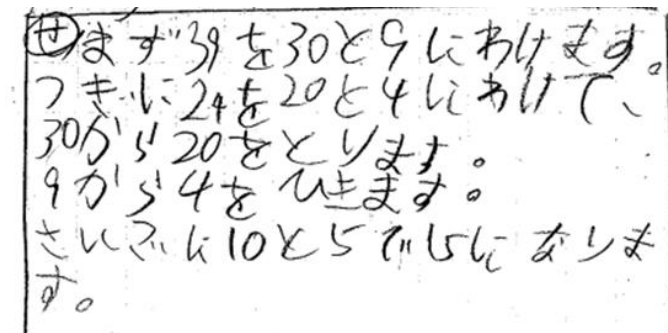 ㋝まず39を30と9にわけます。
つぎに24を20と4にわけて、
30から20をとります。
9から4をひきます。
さいごに10と5で15になりま
す。